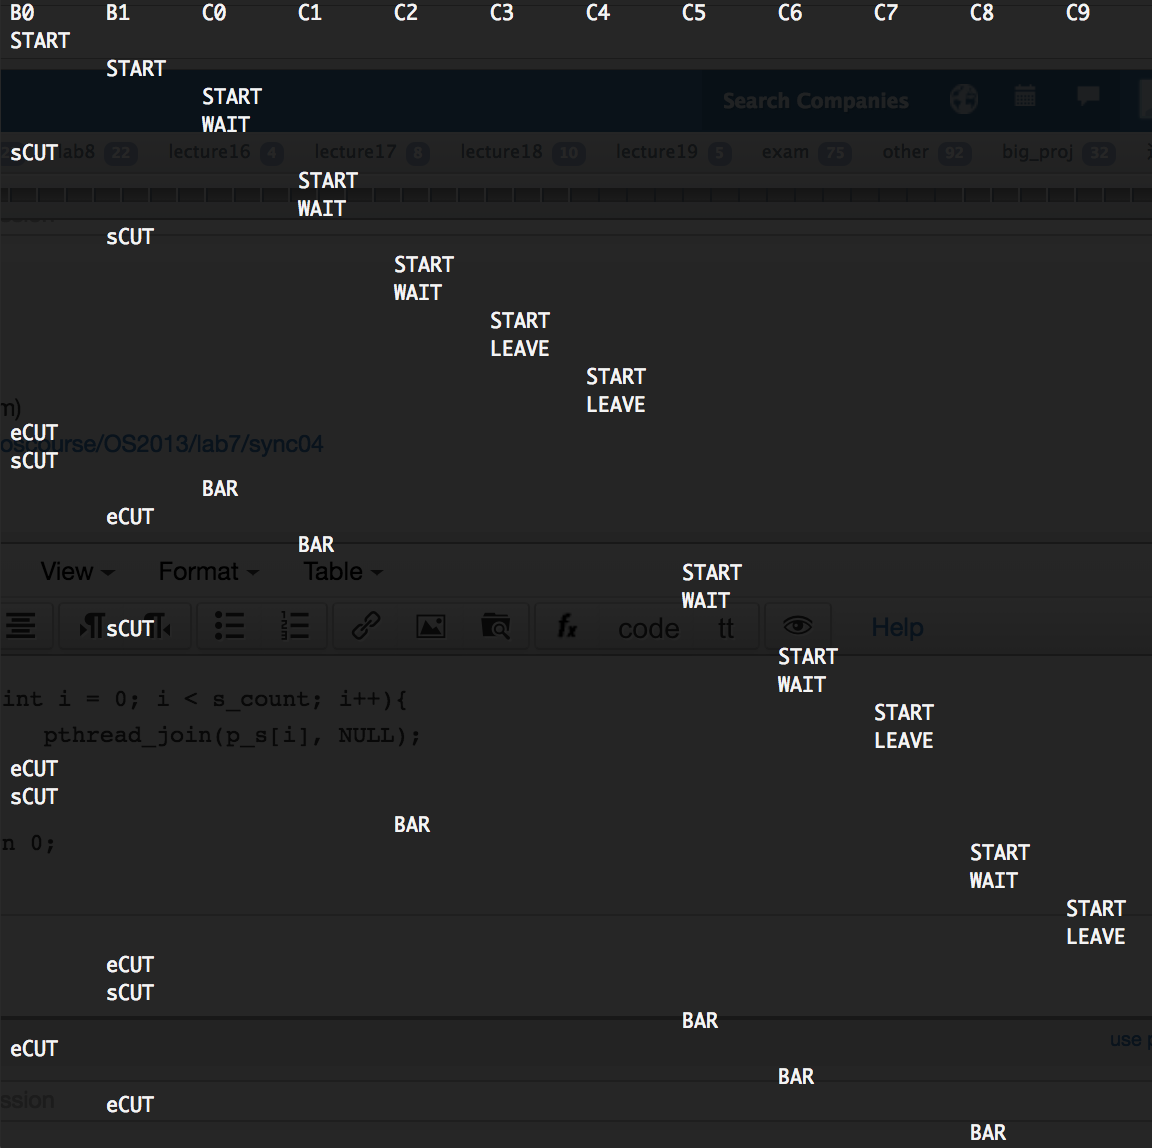 B0 B1 C0 C1 C2 C3 C4 C5 C6 C7 C8 C9
START
START
START
Search Companies
WAIT
sCUT lab8 22 lecture16 4 lecture17 8 lecture18 10 lecture19 5 exam 75 other 92 big_proj 32
START
WAIT
sCUT
START
WAIT
START
LEAVE
START
LEAVE
m)
eCUT
oscourse/OS2013/lab7/sync04
sCUT
BAR
eCUT
BAR
View Format Table START
WAIT
sCUT code tt Help
START
WAIT
int i = 0; i < s_count; i++){
START
pthread_join(p_s[i], NULL);
LEAVE
eCUT
sCUT
BAR
n 0;
START
WAIT
START
LEAVE
eCUT
sCUT
BAR
use
eCUT
BAR
ssion
eCUT
BAR